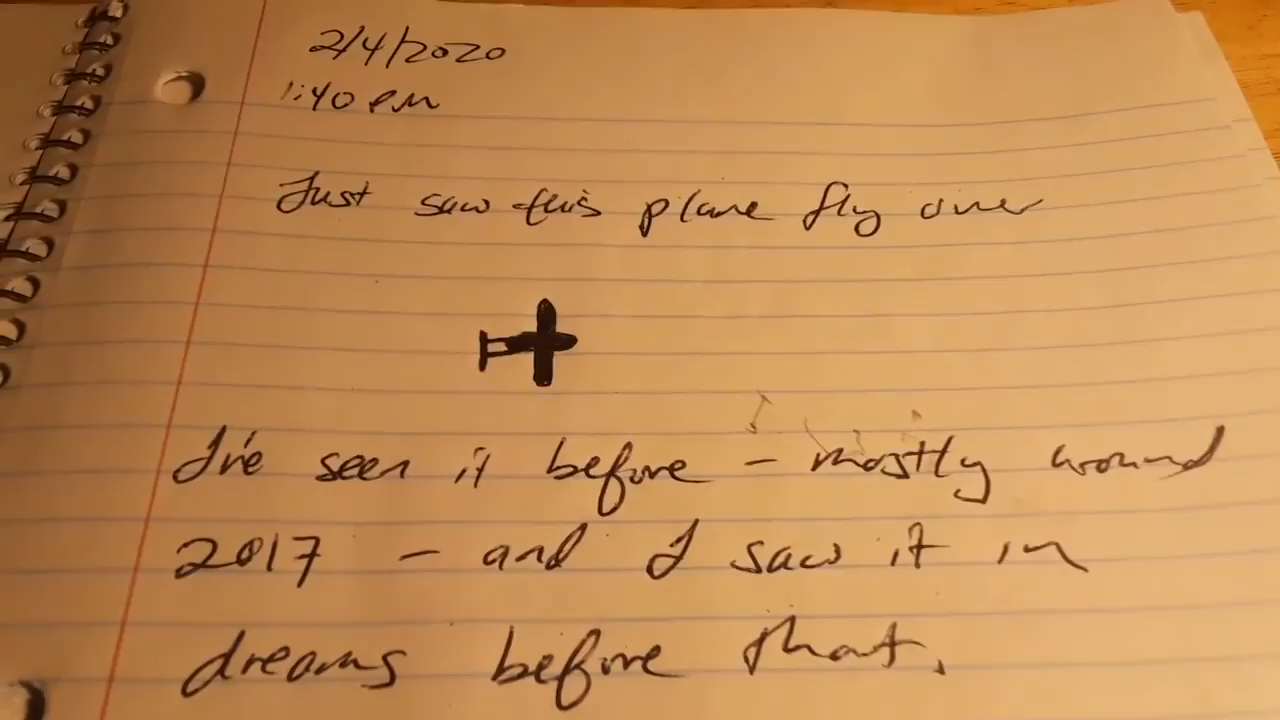 2/4/2020
1:40 PM
Just saw this plane fly over
I've seen it before - mostly around
2017 - and I saw it in
dreams before that.